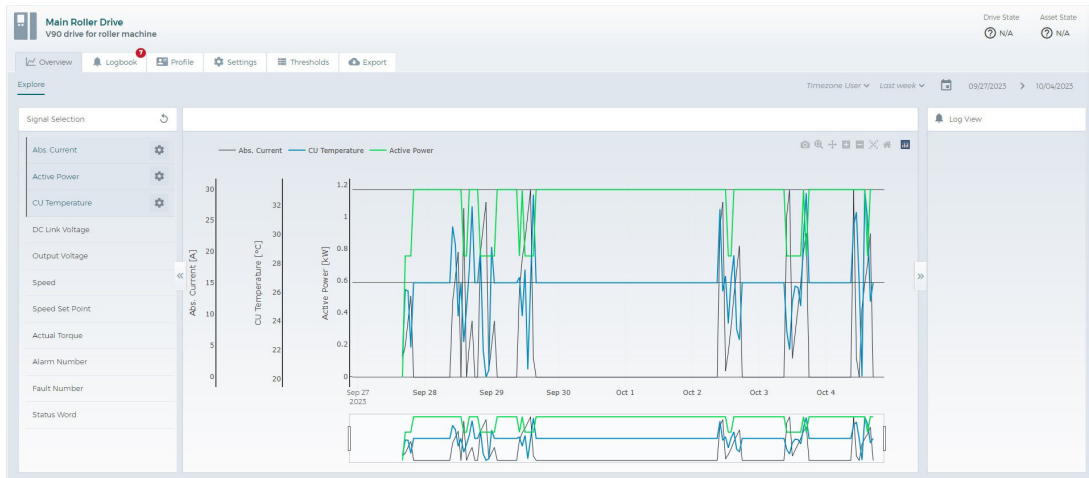 Main Roller Drive
V90 drive for roller machine
Drive State
Asset State
N/A
N/A
Overview
Logbook
7
Profile
Settings
Thresholds
Export
Explore
Timezone User
Last week
09/27/2023
10/04/2023
Signal Selection
Abs. Current
Active Power
CU Temperature
DC Link Voltage
Output Voltage
Speed
Speed Set Point
Actual Torque
Alarm Number
Fault Number
Status Word
Abs. Current
CU Temperature
Active Power
Abs. Current [A]
30
25
20
15
10
5
0
CU Temperature [°C]
32
30
28
26
24
22
20
Active Power [kW]
1.2
1
0.8
0.6
0.4
0.2
0
Sep 27
2023
Sep 28
Sep 29
Sep 30
Oct 1
Oct 2
Oct 3
Oct 4
Log View